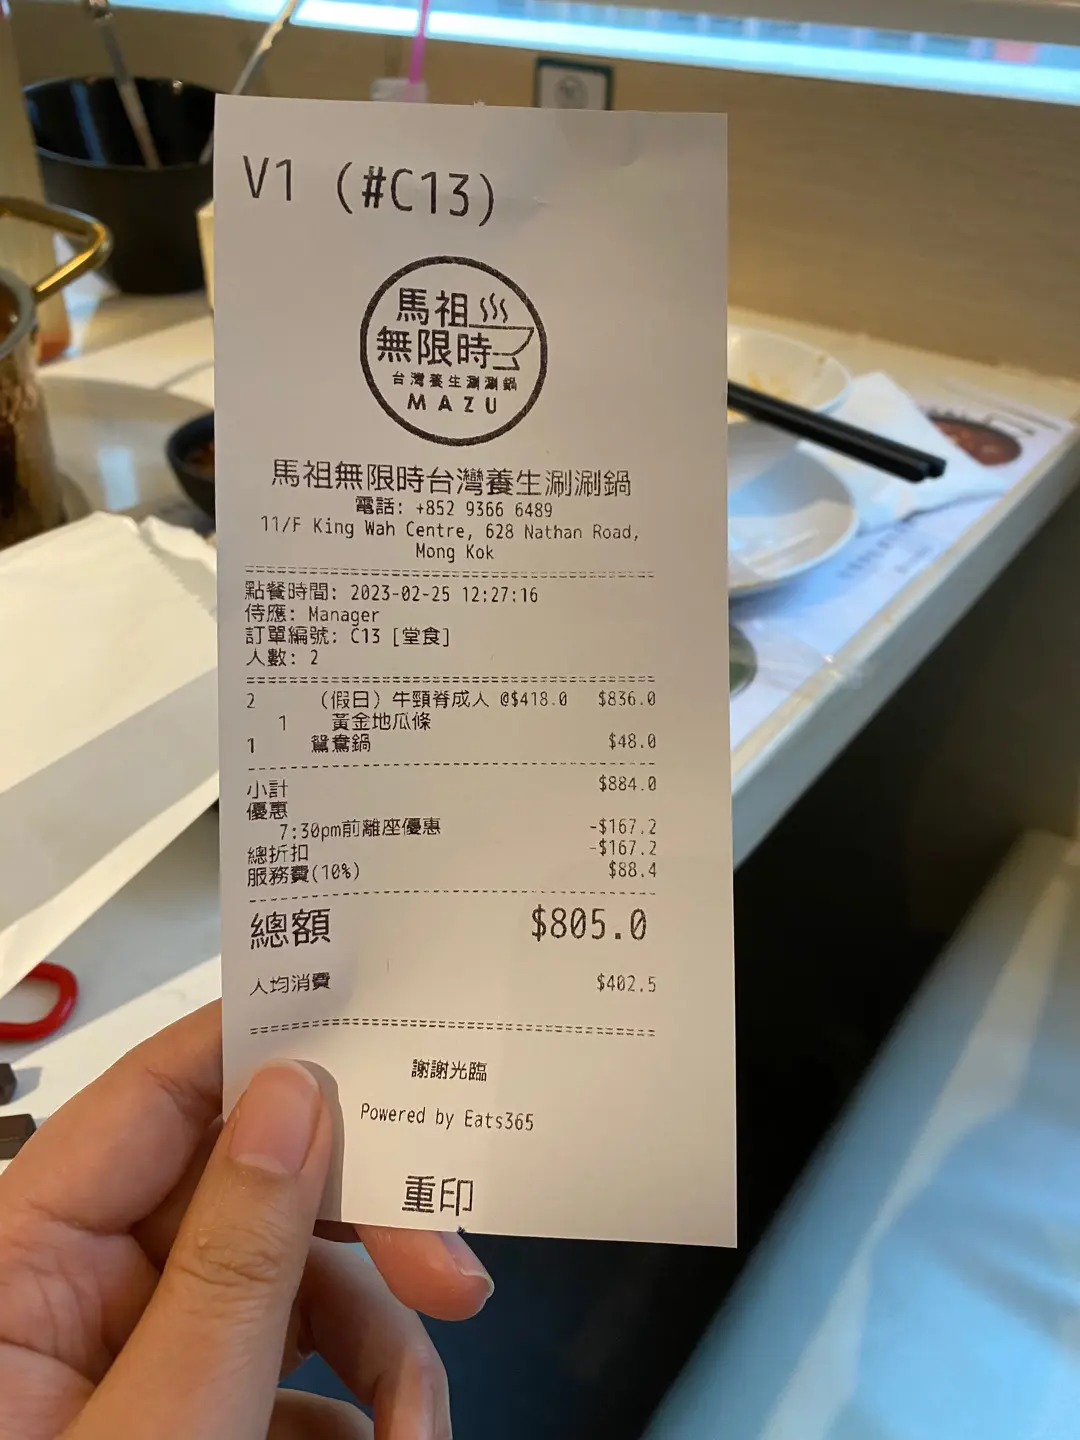 V1 (#C13)
馬祖
無限時
台灣養生涮涮鍋
MAZU
馬祖無限時台灣養生涮涮鍋
電話: +852 9366 6489
11/F King Wah Centre, 628 Nathan Road,
Mong Kok
點餐時間: 2023-02-25 12:27:16
侍應: Manager
訂單編號: C13 [堂食]
人數: 2
2 (假日) 牛頸脊成人 @$418.0 $836.0
1 黃金地瓜條
1 鴛鴦鍋 $48.0
小計 $884.0
優惠
7:30pm前離座優惠 -$167.2
總折扣 -$167.2
服務費(10%) $88.4
總額 $805.0
人均消費 $402.5
謝謝光臨
Powered by Eats365
重印